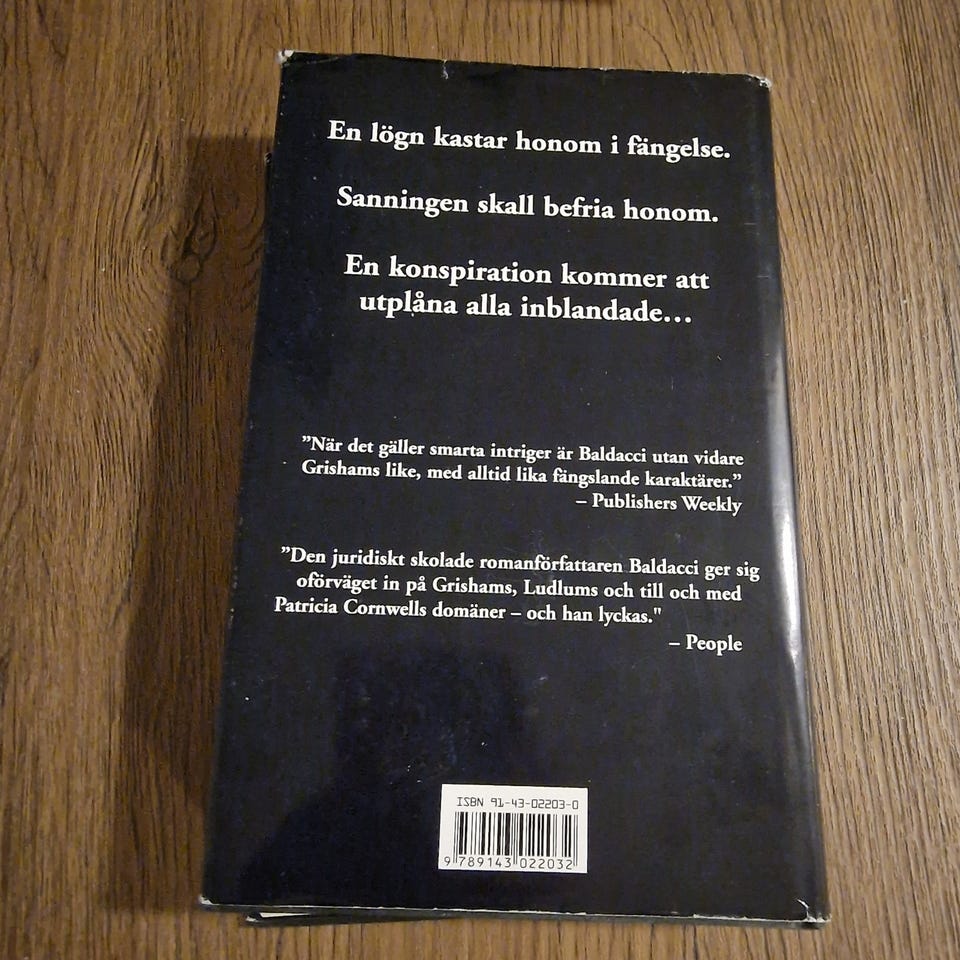 En lögn kastar honom i fängelse.
Sanningen skall befria honom.
En konspiration kommer att
utplåna alla inblandade…
”När det gäller smarta intriger är Baldacci utan vidare
Grishams like, med alltid lika fängslande karaktärer.”
– Publishers Weekly
”Den juridiskt skolade romanförfattaren Baldacci ger sig
oförväget in på Grishams, Ludlums och till och med
Patricia Cornwells domäner – och han lyckas."
– People
ISBN 91-43-02203-0
9 789143 022032